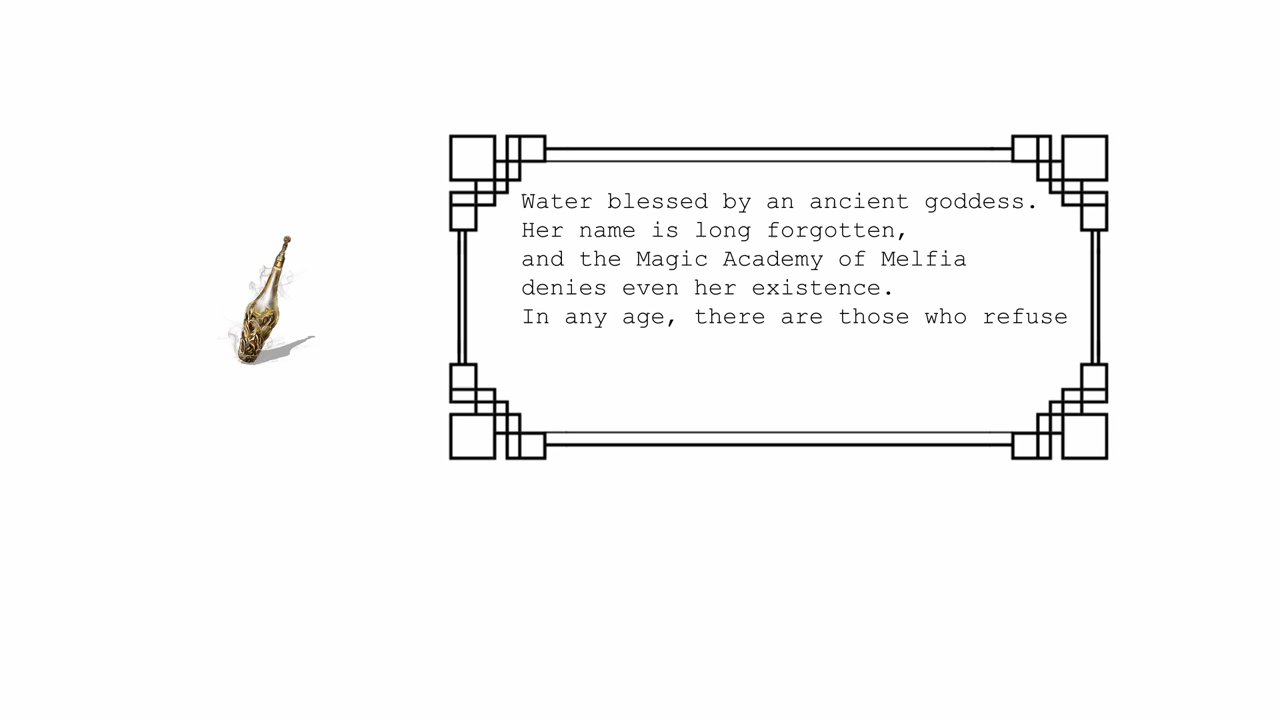 Water blessed by an ancient goddess.
Her name is long forgotten,
and the Magic Academy of Melfia
denies even her existence.
In any age, there are those who refuse